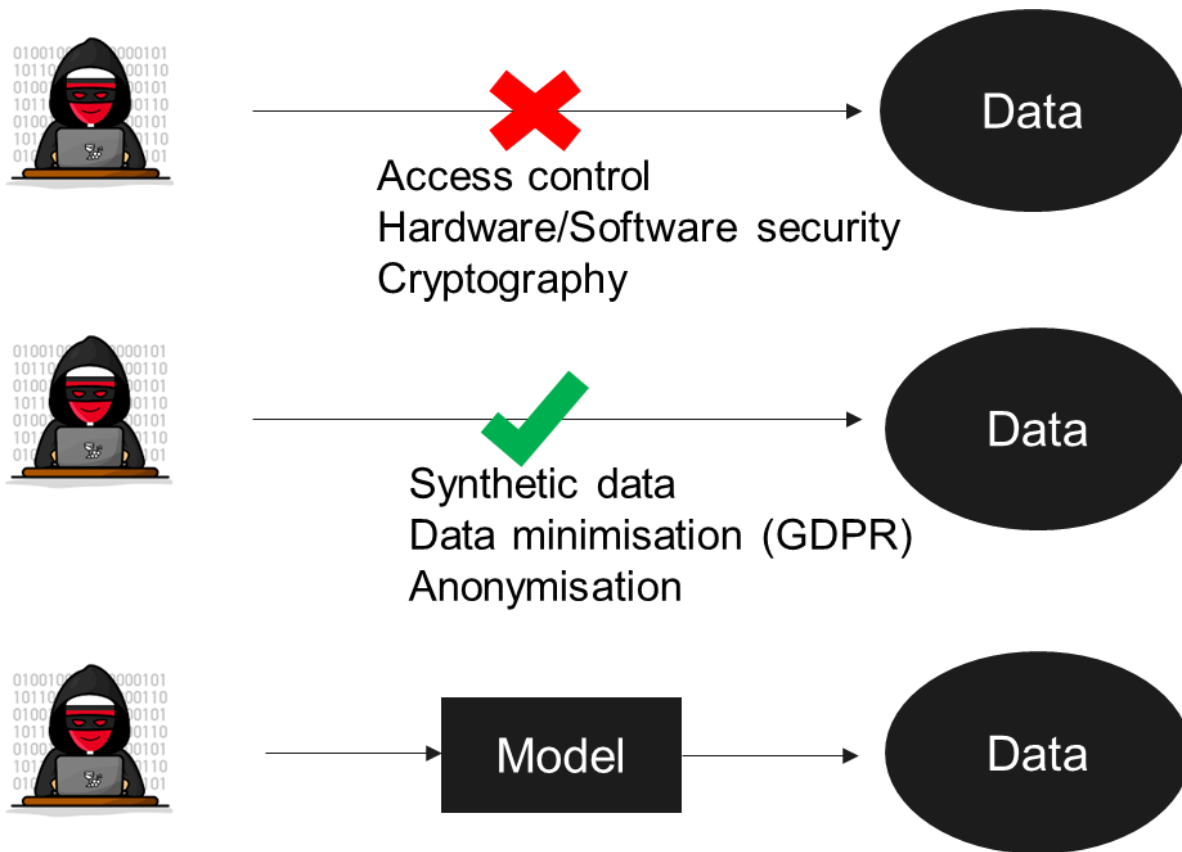 Data
Access control
Hardware/Software security
Cryptography
Data
Synthetic data
Data minimisation (GDPR)
Anonymisation
Model
Data